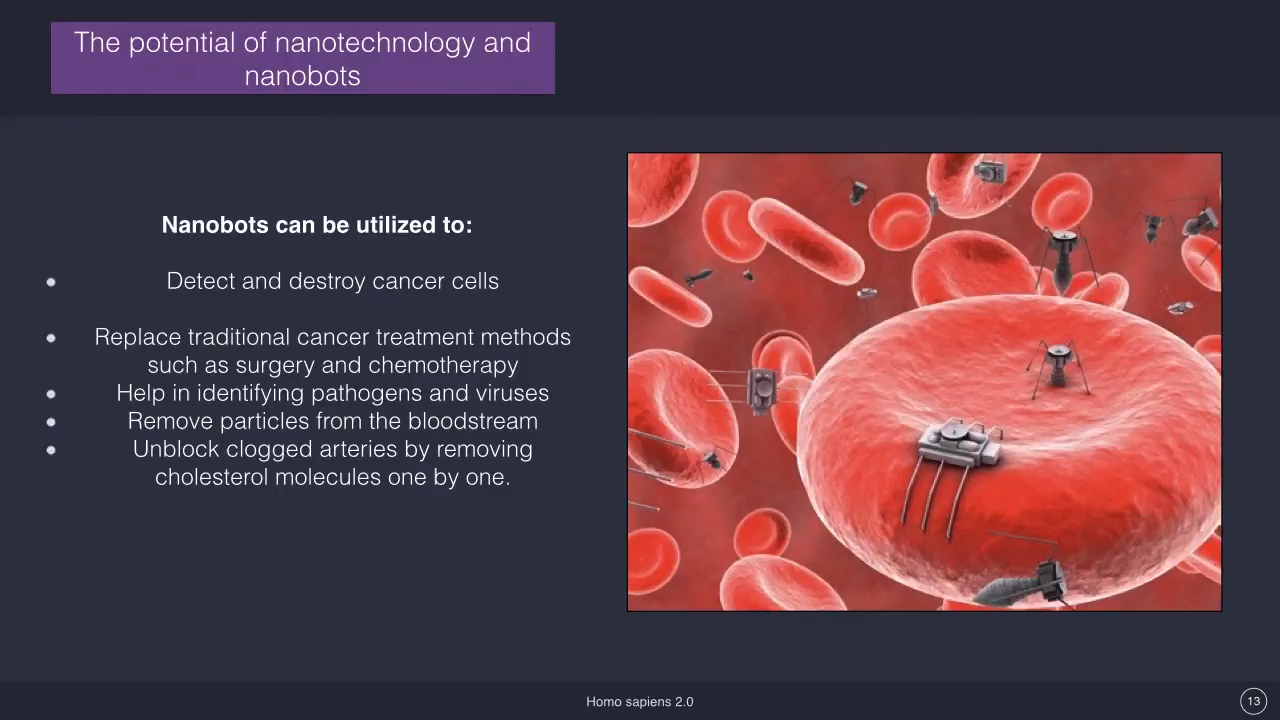 The potential of nanotechnology and
nanobots
Nanobots can be utilized to:
Detect and destroy cancer cells
Replace traditional cancer treatment methods
such as surgery and chemotherapy
Help in identifying pathogens and viruses
Remove particles from the bloodstream
Unblock clogged arteries by removing
cholesterol molecules one by one.
Homo sapiens 2.0
13